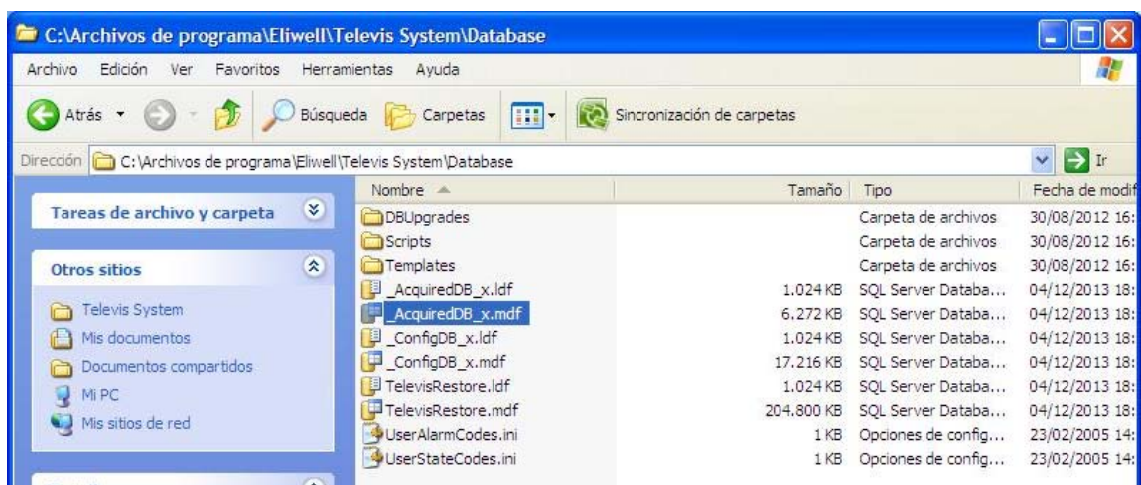 C:\Archivos de programa\Eliwell\Televis System\Database
Archivo Edición Ver Favoritos Herramientas Ayuda
Atrás Búsqueda Carpetas Sincronización de carpetas
Dirección C:\Archivos de programa\Eliwell\Televis System\Database Ir
Nombre Tamaño Tipo Fecha de modif
Tareas de archivo y carpeta
Otros sitios
Televis System
Mis documentos
Documentos compartidos
Mi PC
Mis sitios de red
DBUpgrades Carpeta de archivos 30/08/2012 16:
Scripts Carpeta de archivos 30/08/2012 16:
Templates Carpeta de archivos 30/08/2012 16:
_AcquiredDB_x.ldf 1.024 KB SQL Server Databa... 04/12/2013 18:
_AcquiredDB_x.mdf 6.272 KB SQL Server Databa... 04/12/2013 18:
_ConfigDB_x.ldf 1.024 KB SQL Server Databa... 04/12/2013 18:
_ConfigDB_x.mdf 17.216 KB SQL Server Databa... 04/12/2013 18:
TelevisRestore.ldf 1.024 KB SQL Server Databa... 04/12/2013 18:
TelevisRestore.mdf 204.800 KB SQL Server Databa... 04/12/2013 18:
UserAlarmCodes.ini 1 KB Opciones de config... 23/02/2005 14:
UserStateCodes.ini 1 KB Opciones de config... 23/02/2005 14: